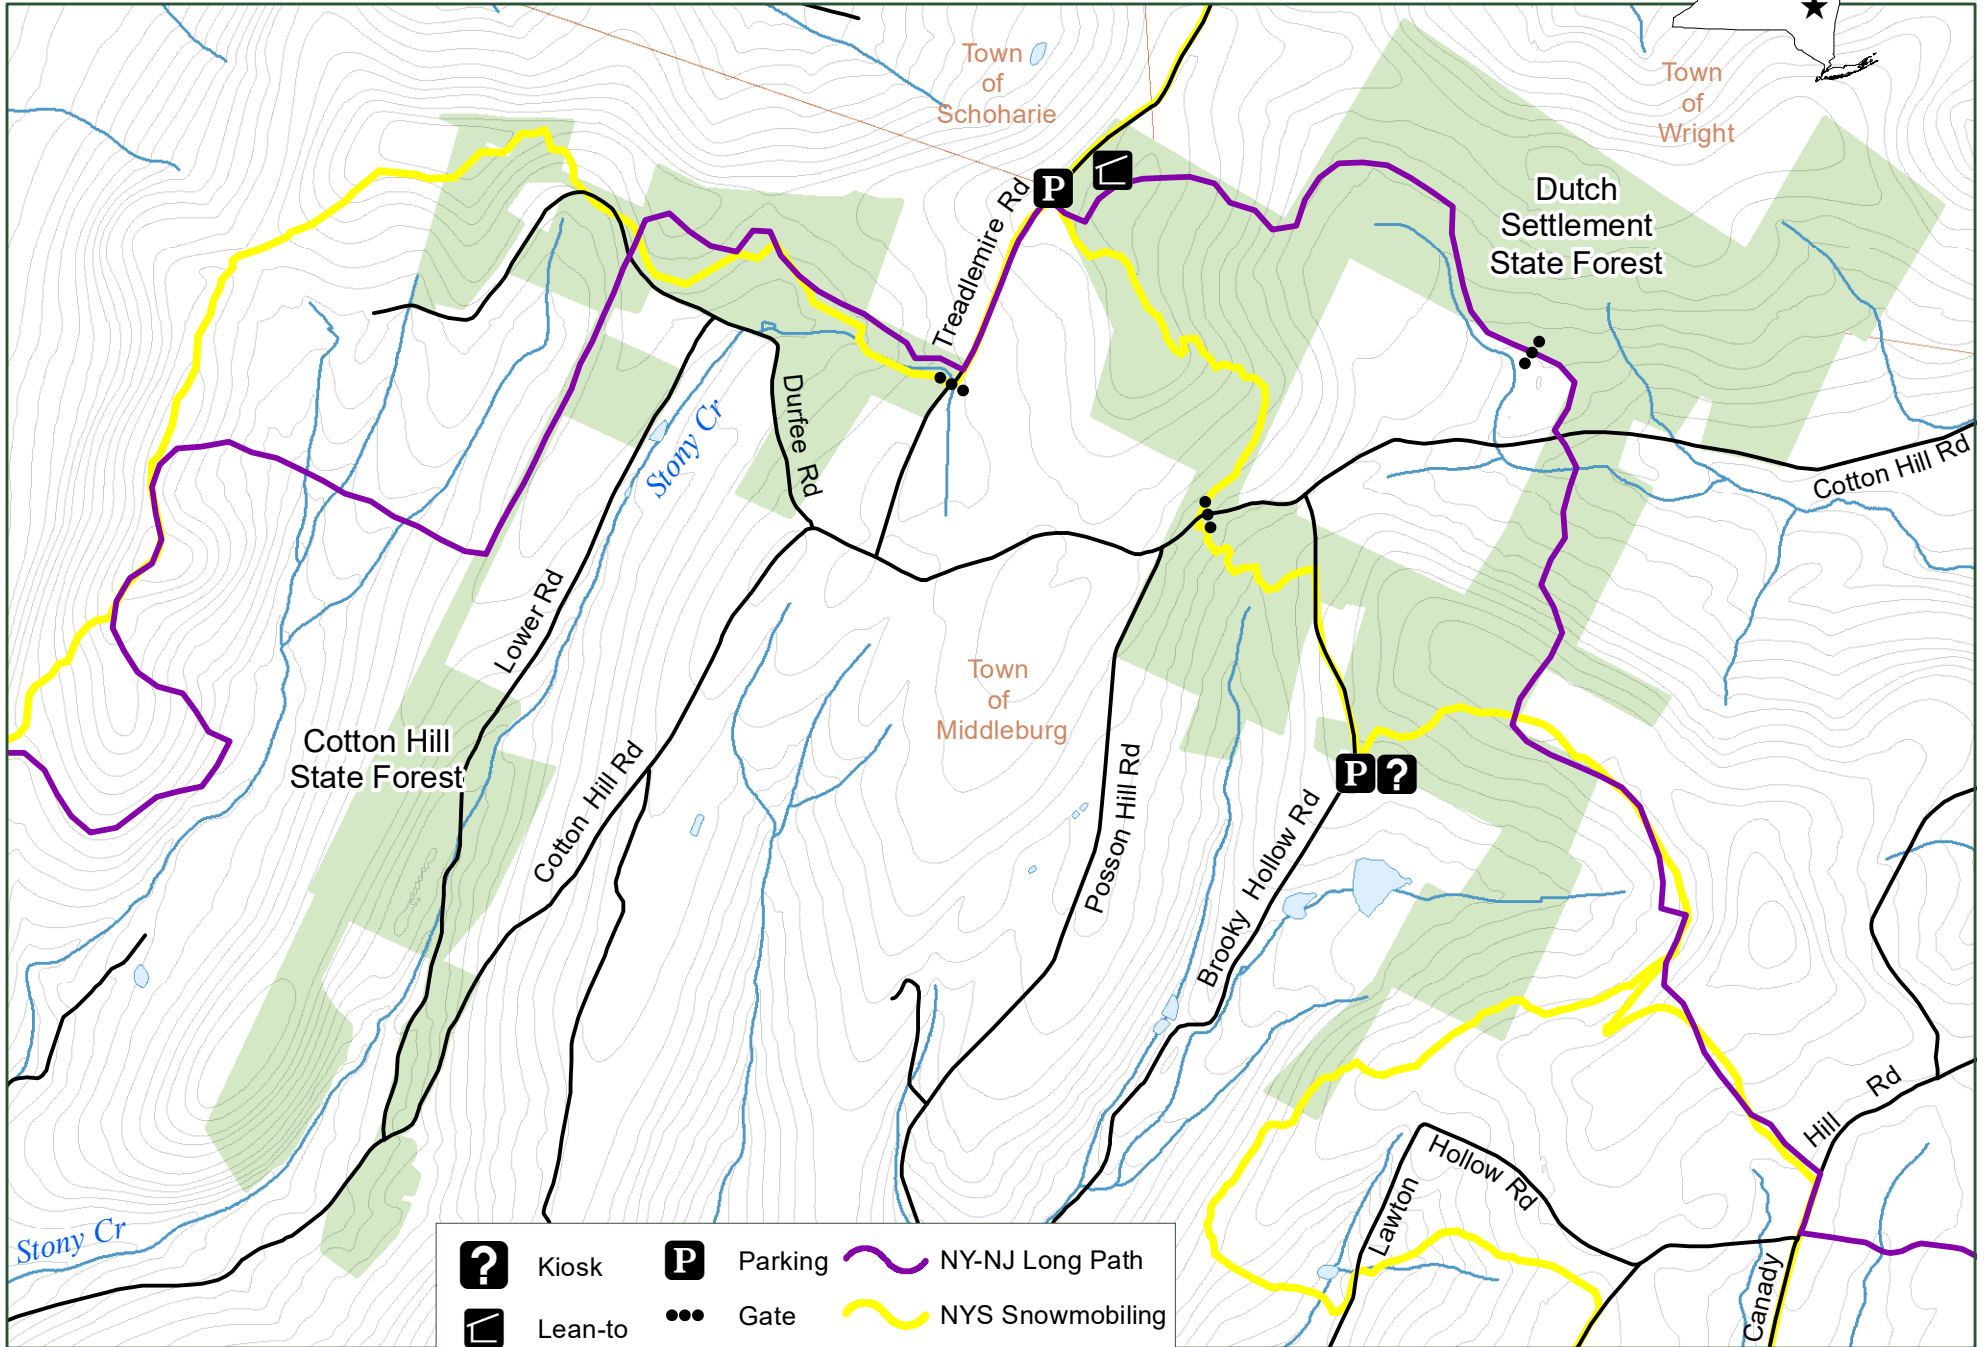 Town
of
Schoharie
Town
of
Wright
P
Treadlemire Rd
Dutch
Settlement
State Forest
Durfee Rd
Stony Cr
Cotton Hill Rd
Lower Rd
Town
of
Middleburg
Cotton Hill
State Forest
Cotton Hill Rd
Posson Hill Rd
P ?
Brooky Hollow Rd
Hill Rd
Hollow Rd
Lawton
Canady
Stony Cr
? Kiosk
P Parking
NY-NJ Long Path
Lean-to
Gate
NYS Snowmobiling